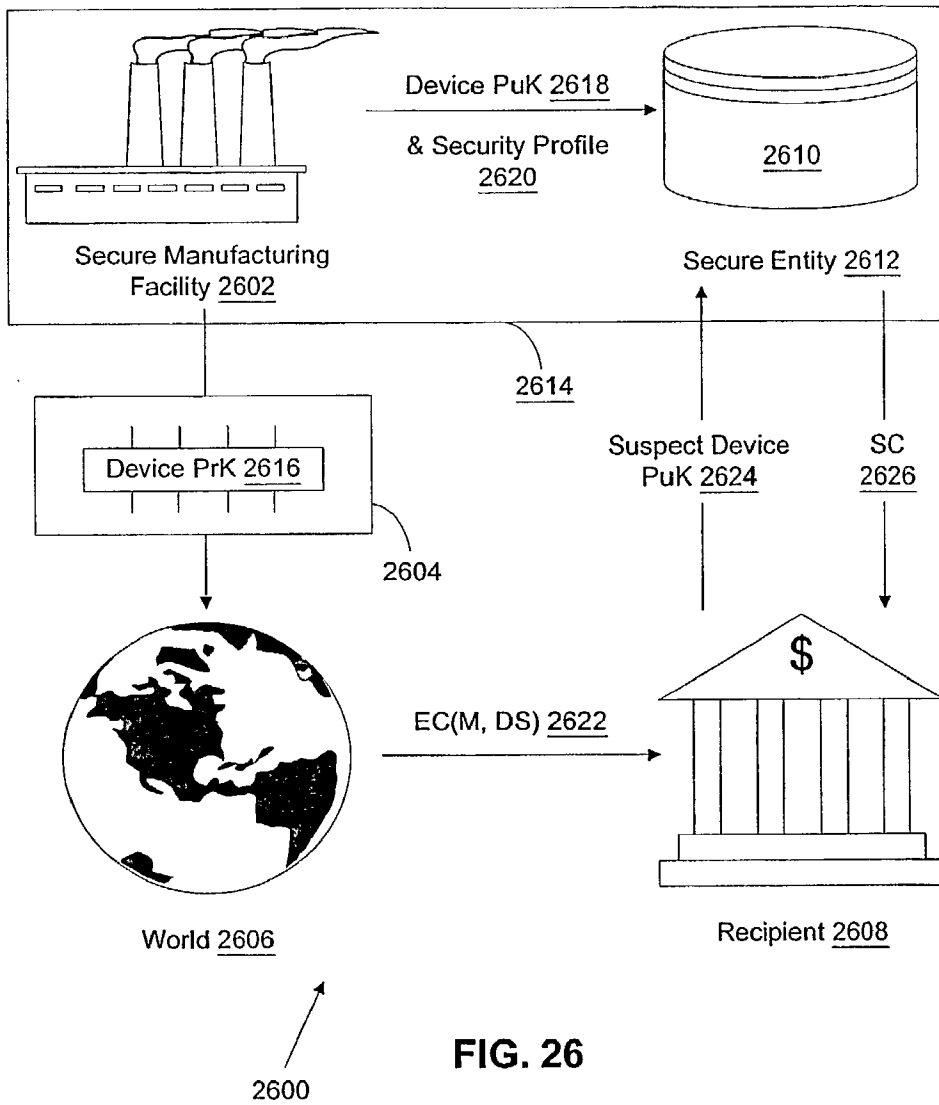 Device PuK 2618
& Security Profile
2620
2610
Secure Manufacturing
Facility 2602
Secure Entity 2612
2614
Device PrK 2616
2604
Suspect Device
PuK 2624
SC
2626
$
EC(M, DS) 2622
World 2606
Recipient 2608
2600
FIG. 26